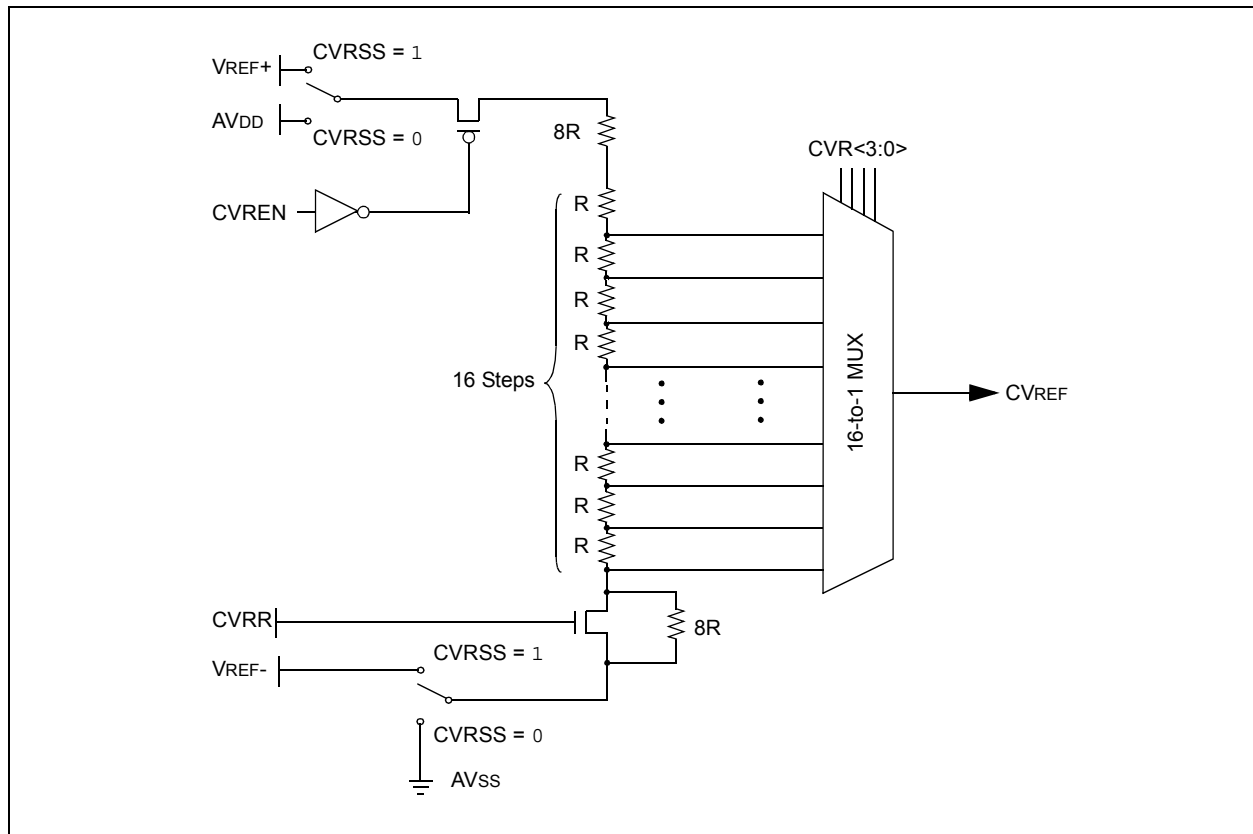 CVRSS = 1
VREF+
AVDD
CVRSS = 0
8R
CVR<3:0>
CVREN
R
R
R
R
16 Steps
16-to-1 MUX
CVREF
R
R
R
CVRR
8R
CVRSS = 1
VREF-
CVRSS = 0
AVSS